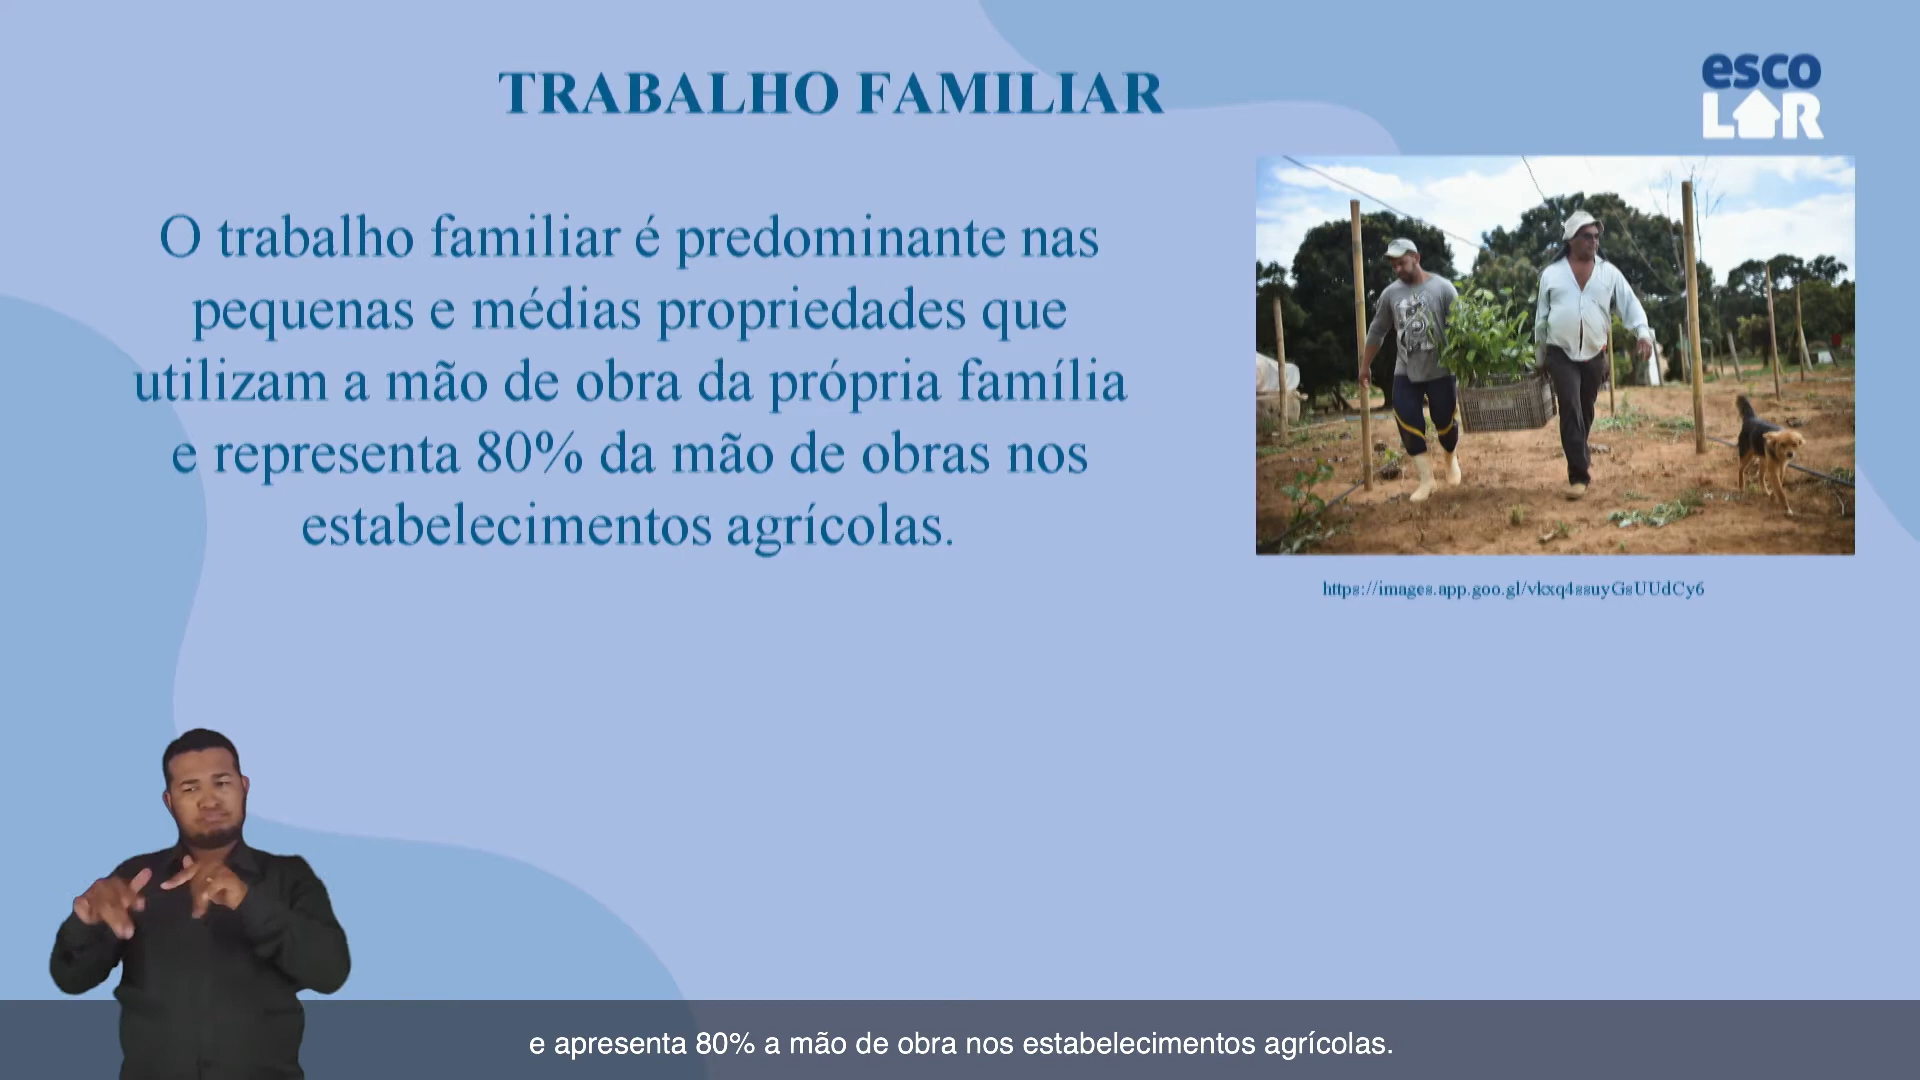 TRABALHO FAMILIAR
esco
LAR
O trabalho familiar é predominante nas
pequenas e médias propriedades que
utilizam a mão de obra da própria família
e representa 80% da mão de obras nos
estabelecimentos agrícolas.
https://images.app.goo.gl/vkxq4ssuyGsUUdCy6
e apresenta 80% a mão de obra nos estabelecimentos agrícolas.